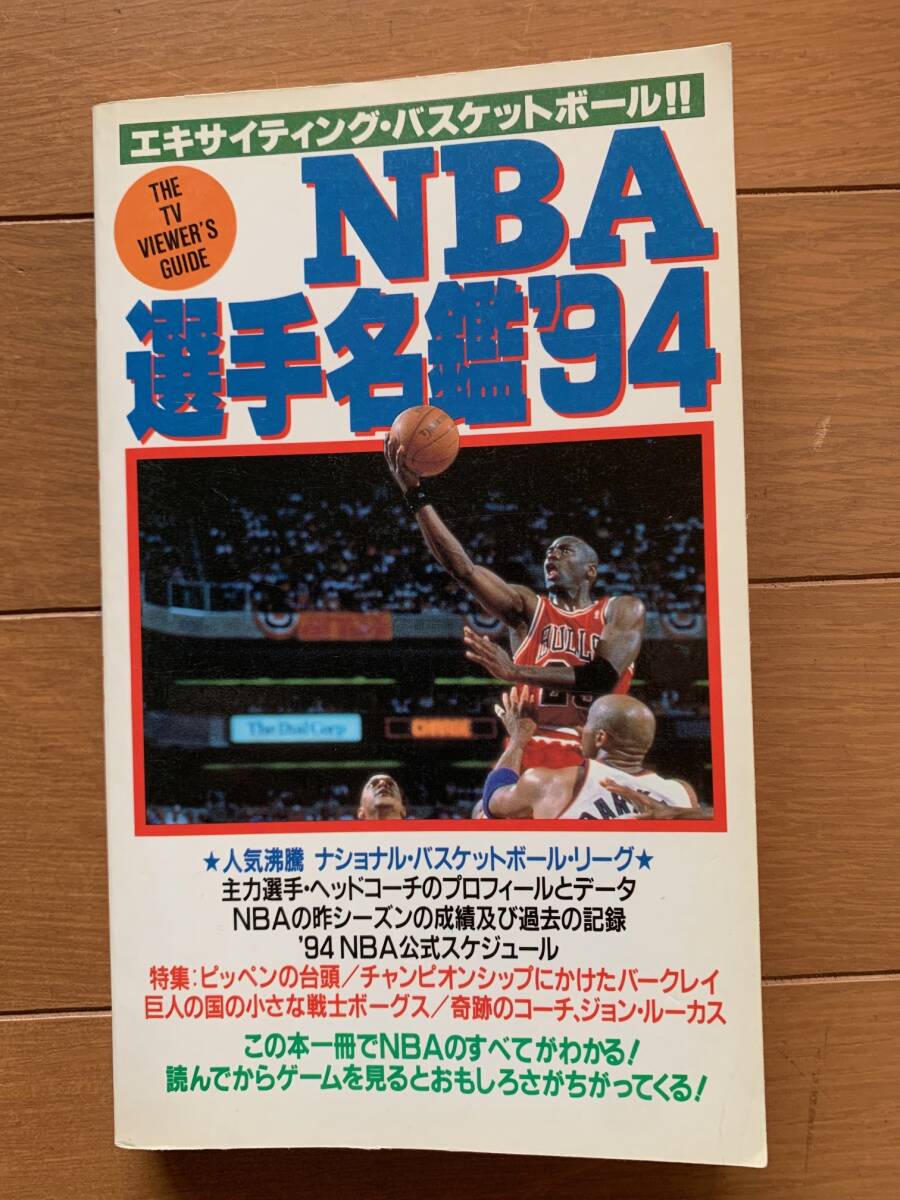 エキサイティング・バスケットボール!!
THE
TV
VIEWER'S
GUIDE
NBA
選手名鑑'94
BULLS
The Dial Corp
★人気沸騰 ナショナル・バスケットボール・リーグ★
主力選手・ヘッドコーチのプロフィールとデータ
NBAの昨シーズンの成績及び過去の記録
'94 NBA公式スケジュール
特集:ピッペンの台頭/チャンピオンシップにかけたバークレイ
巨人の国の小さな戦士ボーグス/奇跡のコーチ、ジョン・ルーカス
この本一冊でNBAのすべてがわかる!
読んでからゲームを見るとおもしろさがちがってくる!